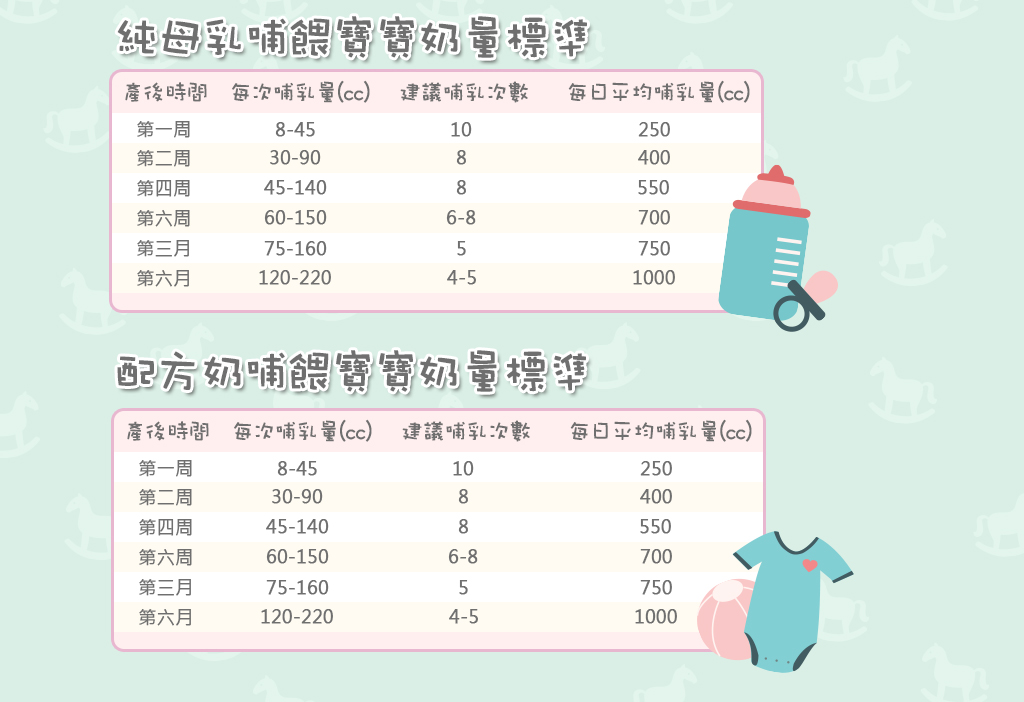 純母乳哺餵寶寶奶量標準
產後時間 每次哺乳量(cc) 建議哺乳次數 每日平均哺乳量(cc)
第一周 8-45 10 250
第二周 30-90 8 400
第四周 45-140 8 550
第六周 60-150 6-8 700
第三月 75-160 5 750
第六月 120-220 4-5 1000
配方奶哺餵寶寶奶量標準
產後時間 每次哺乳量(cc) 建議哺乳次數 每日平均哺乳量(cc)
第一周 8-45 10 250
第二周 30-90 8 400
第四周 45-140 8 550
第六周 60-150 6-8 700
第三月 75-160 5 750
第六月 120-220 4-5 1000